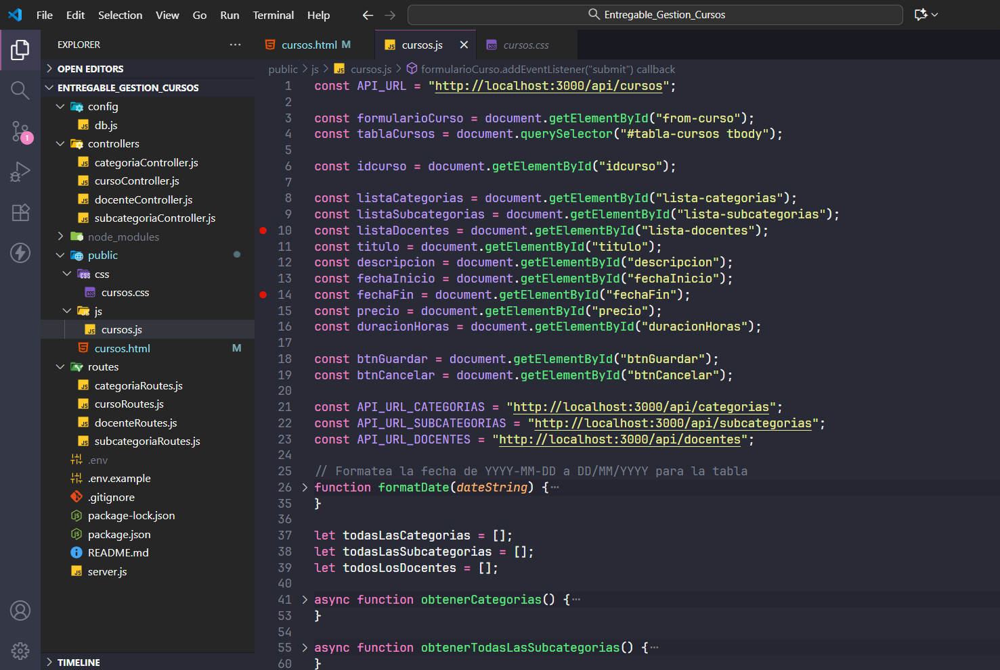 File Edit Selection View Go Run Terminal Help
Entregable_Gestion_Cursos
EXPLORER
OPEN EDITORS
ENTREGABLE_GESTION_CURSOS
config
db.js
controllers
categoriaController.js
cursoController.js
docenteController.js
subcategoriaController.js
node_modules
public
css
cursos.css
js
cursos.js
cursos.html M
routes
categoriaRoutes.js
cursoRoutes.js
docenteRoutes.js
subcategoriaRoutes.js
.env
.env.example
.gitignore
package-lock.json
package.json
README.md
server.js
TIMELINE
1
cursos.html M
cursos.js
cursos.css
public > js > cursos.js > formularioCurso.addEventListener("submit") callback
1 const API_URL = "http://localhost:3000/api/cursos";
2
3 const formularioCurso = document.getElementById("from-curso");
4 const tablaCursos = document.querySelector("#tabla-cursos tbody");
5
6 const idcurso = document.getElementById("idcurso");
7
8 const listaCategorias = document.getElementById("lista-categorias");
9 const listaSubcategorias = document.getElementById("lista-subcategorias");
10 const listaDocentes = document.getElementById("lista-docentes");
11 const titulo = document.getElementById("titulo");
12 const descripcion = document.getElementById("descripcion");
13 const fechaInicio = document.getElementById("fechaInicio");
14 const fechaFin = document.getElementById("fechaFin");
15 const precio = document.getElementById("precio");
16 const duracionHoras = document.getElementById("duracionHoras");
17
18 const btnGuardar = document.getElementById("btnGuardar");
19 const btnCancelar = document.getElementById("btnCancelar");
20
21 const API_URL_CATEGORIAS = "http://localhost:3000/api/categorias";
22 const API_URL_SUBCATEGORIAS = "http://localhost:3000/api/subcategorias";
23 const API_URL_DOCENTES = "http://localhost:3000/api/docentes";
24
25 // Formatea la fecha de YYYY-MM-DD a DD/MM/YYYY para la tabla
26 function formatDate(dateString) {⋯
35 }
36
37 let todasLasCategorias = [];
38 let todasLasSubcategorias = [];
39 let todosLosDocentes = [];
40
41 async function obtenerCategorias() {⋯
53 }
54
55 async function obtenerTodasLasSubcategorias() {⋯
60 }